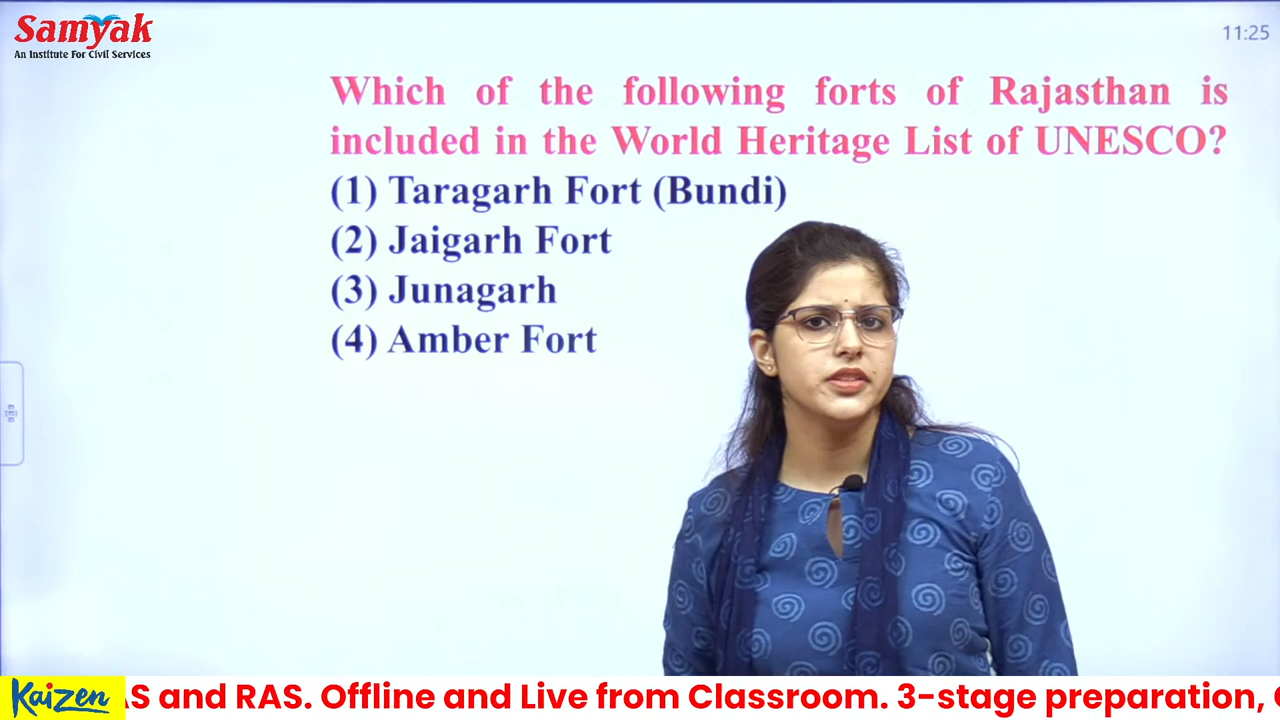 Samyak
An Institute For Civil Services
11:25
Which of the following forts of Rajasthan is
included in the World Heritage List of UNESCO?
(1) Taragarh Fort (Bundi)
(2) Jaigarh Fort
(3) Junagarh
(4) Amber Fort
Kaizen
AS and RAS. Offline and Live from Classroom. 3-stage preparation,